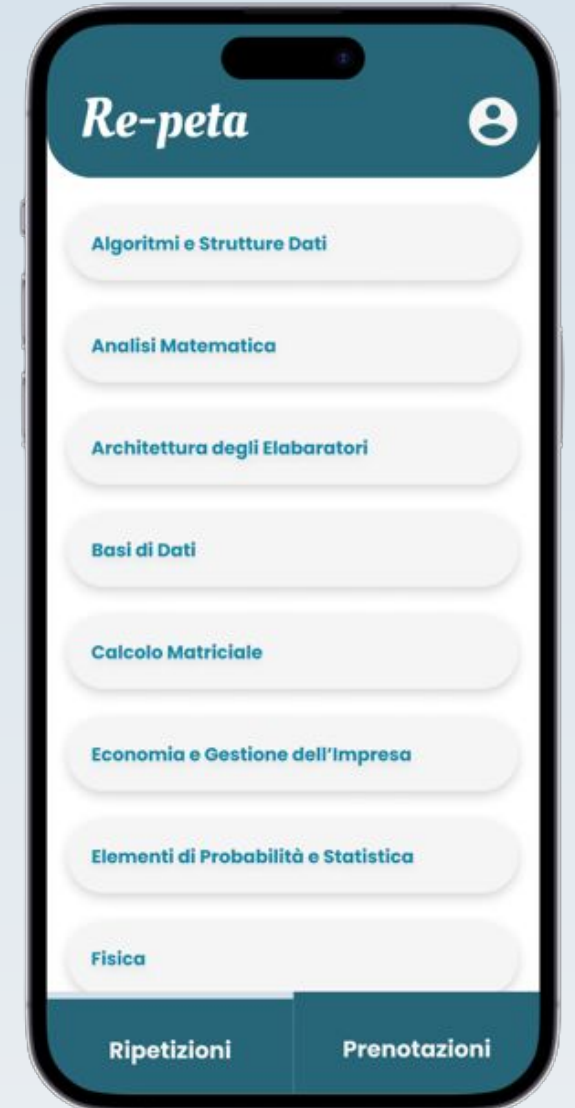 Re-peta
Algoritmi e Strutture Dati
Analisi Matematica
Architettura degli Elabaratori
Basi di Dati
Calcolo Matriciale
Economia e Gestione dell'Impresa
Elementi di Probabilità e Statistica
Fisica
Ripetizioni
Prenotazioni